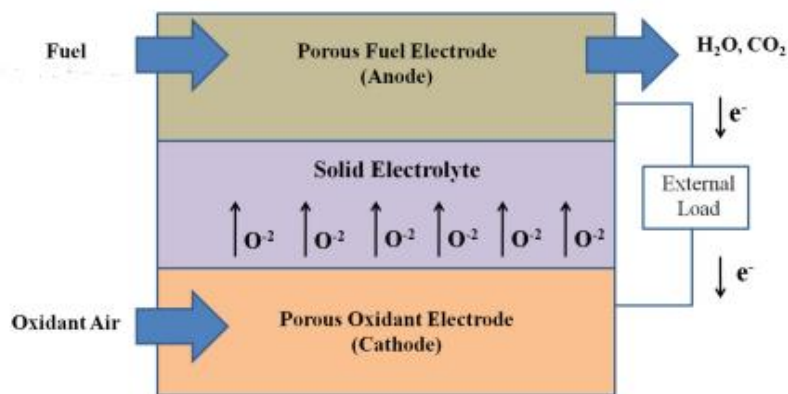 Fuel
Porous Fuel Electrode
(Anode)
H₂O, CO₂
e⁻
Solid Electrolyte
External
Load
O⁻² O⁻² O⁻² O⁻² O⁻² O⁻²
e⁻
Oxidant Air
Porous Oxidant Electrode
(Cathode)